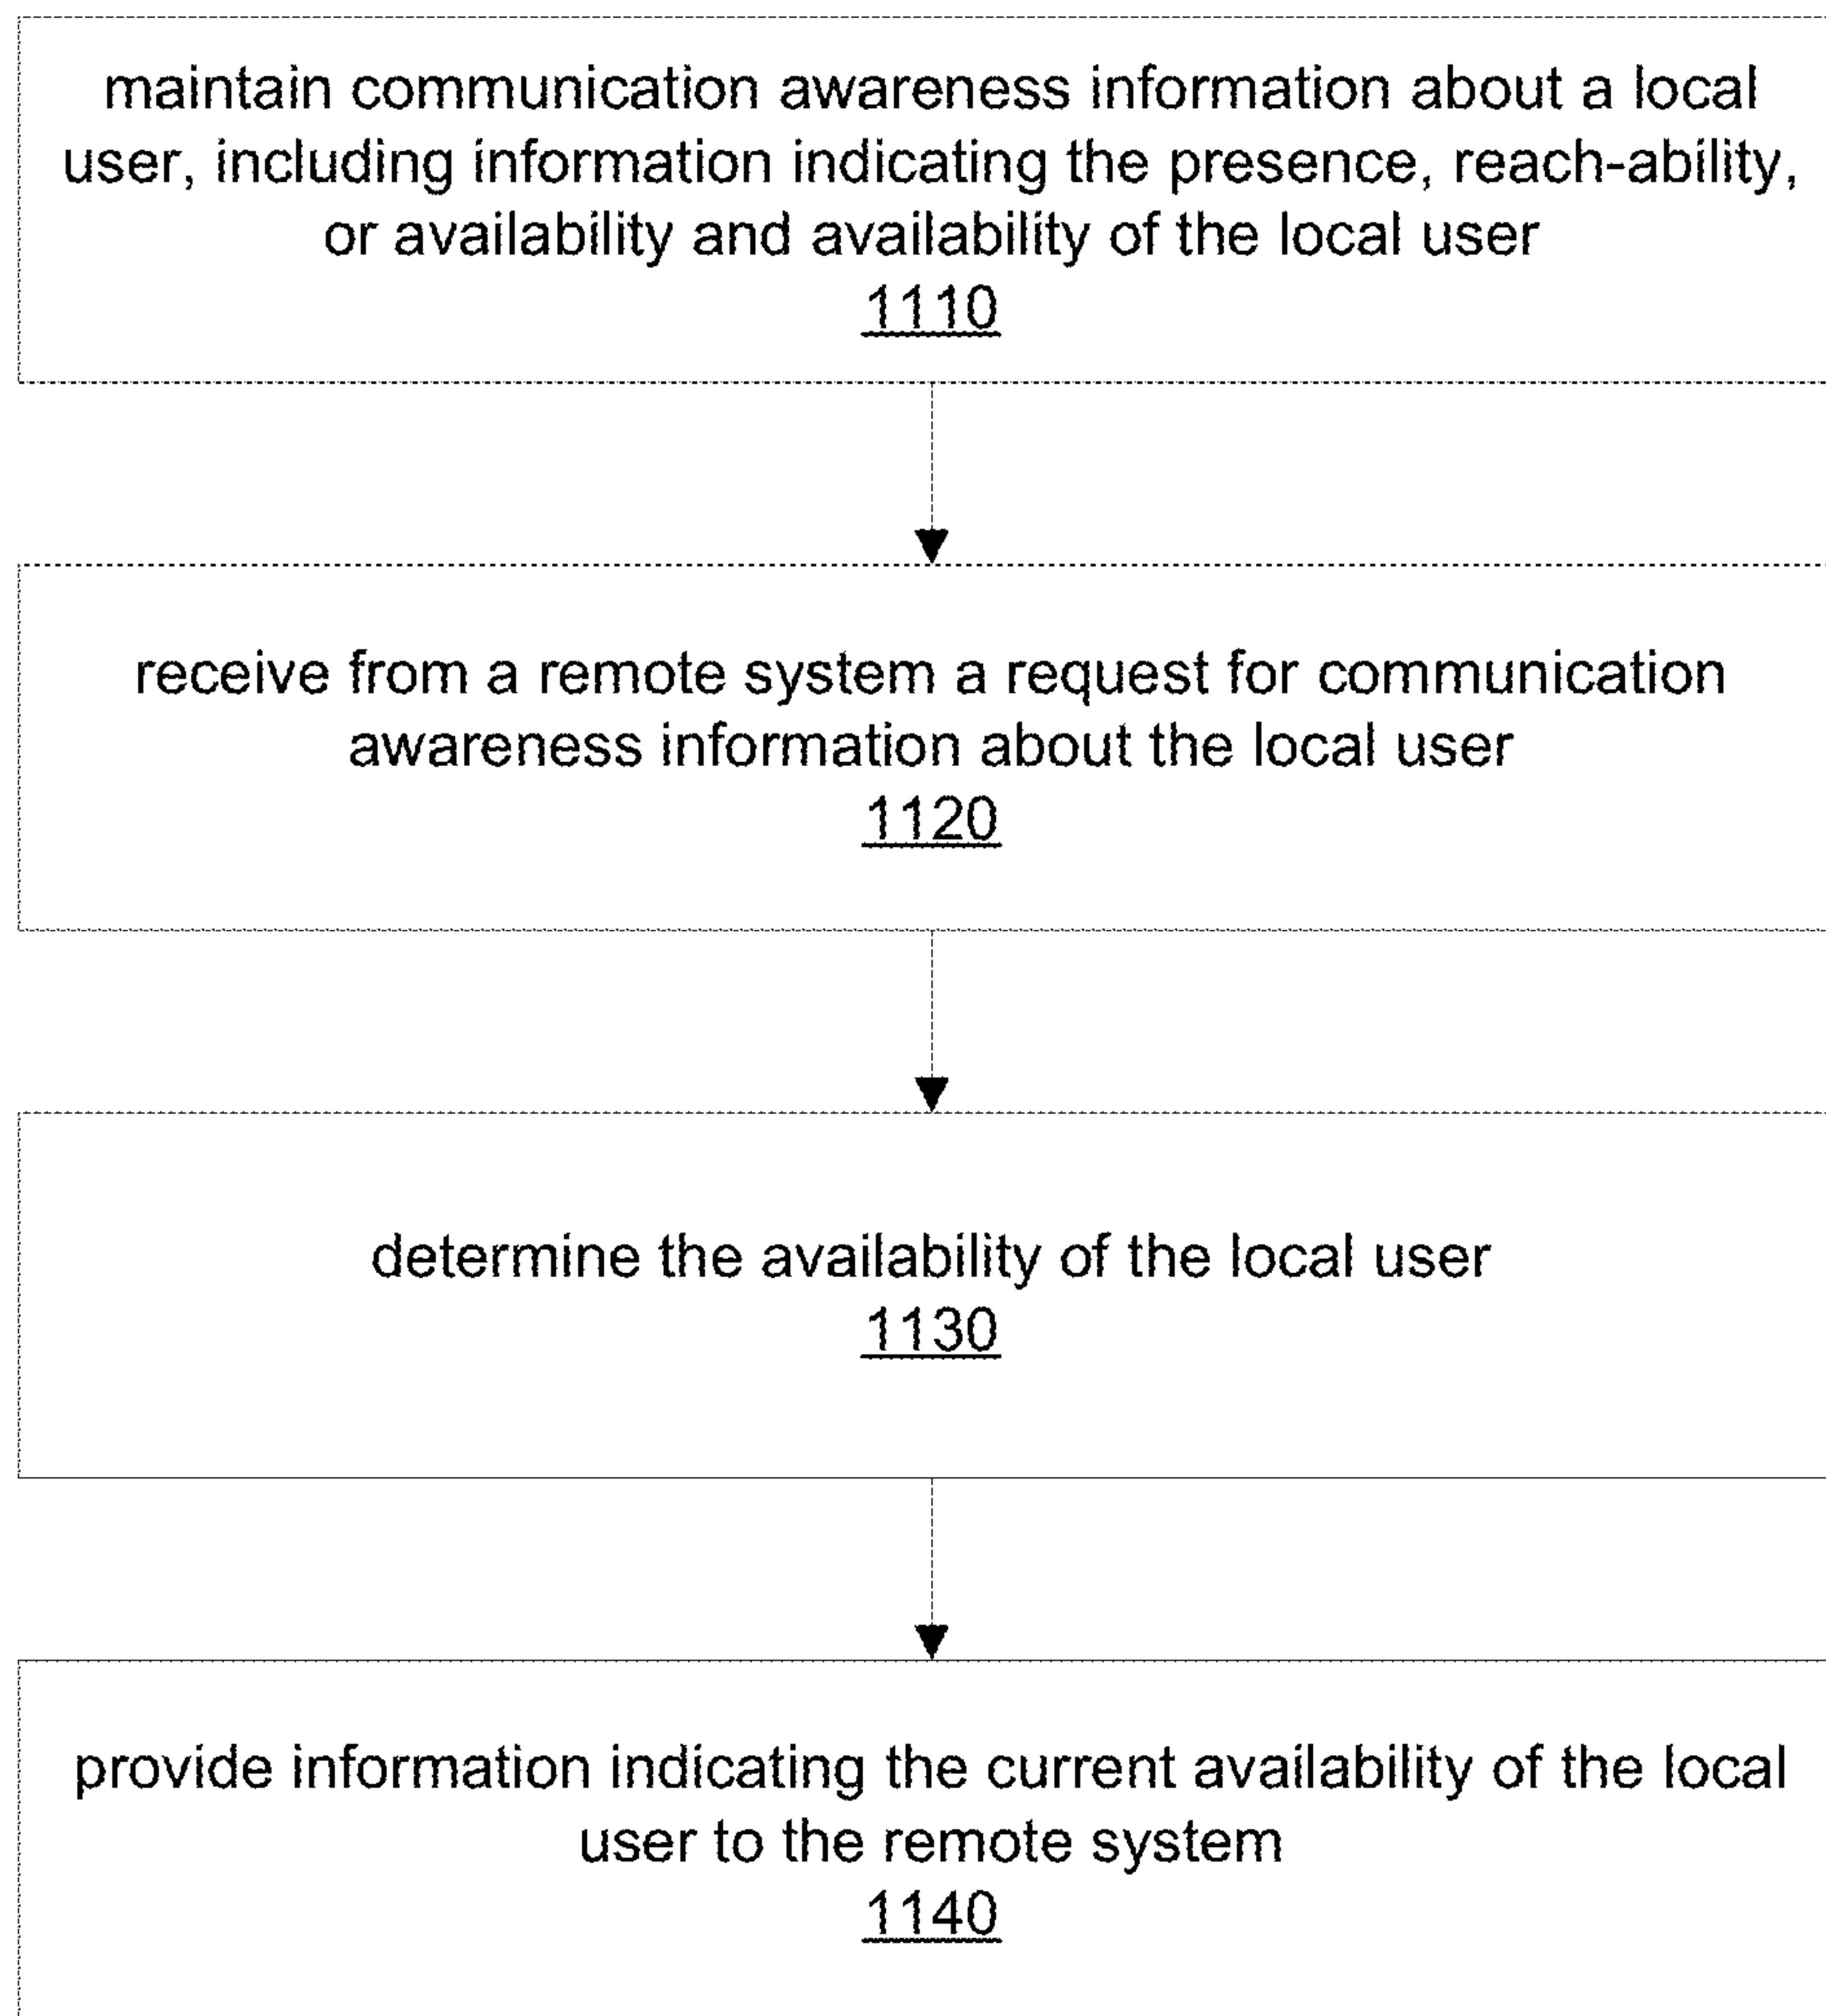 maintain communication awareness information about a local
user, including information indicating the presence, reach-ability,
or availability and availability of the local user
1110
receive from a remote system a request for communication
awareness information about the local user
1120
determine the availability of the local user
1130
provide information indicating the current availability of the local
user to the remote system
1140